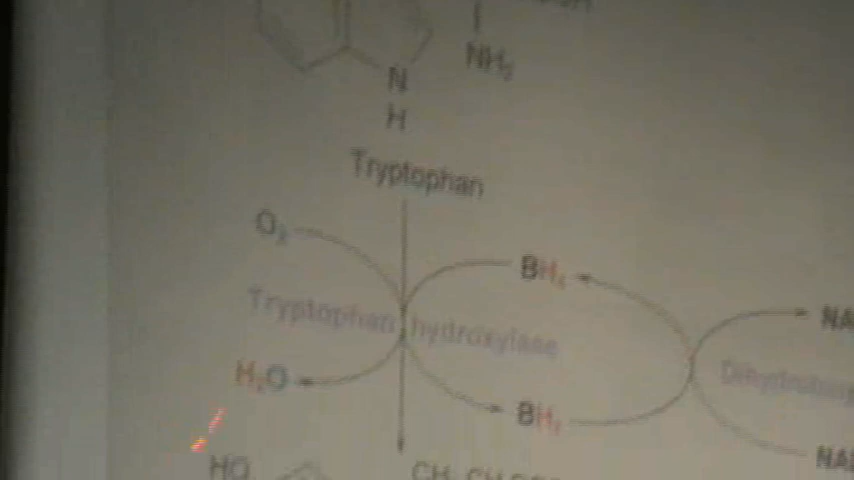 NH₂
N
H
Tryptophan
O₂
BH₄
Tryptophan hydroxylase
H₂O
BH₂
HO